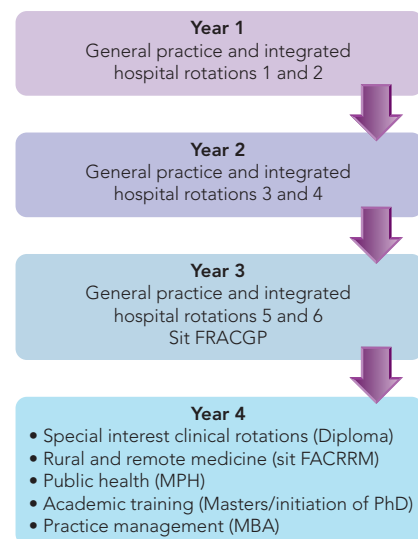 Year 1
General practice and integrated
hospital rotations 1 and 2
Year 2
General practice and integrated
hospital rotations 3 and 4
Year 3
General practice and integrated
hospital rotations 5 and 6
Sit FRACGP
Year 4
• Special interest clinical rotations (Diploma)
• Rural and remote medicine (sit FACRRM)
• Public health (MPH)
• Academic training (Masters/initiation of PhD)
• Practice management (MBA)